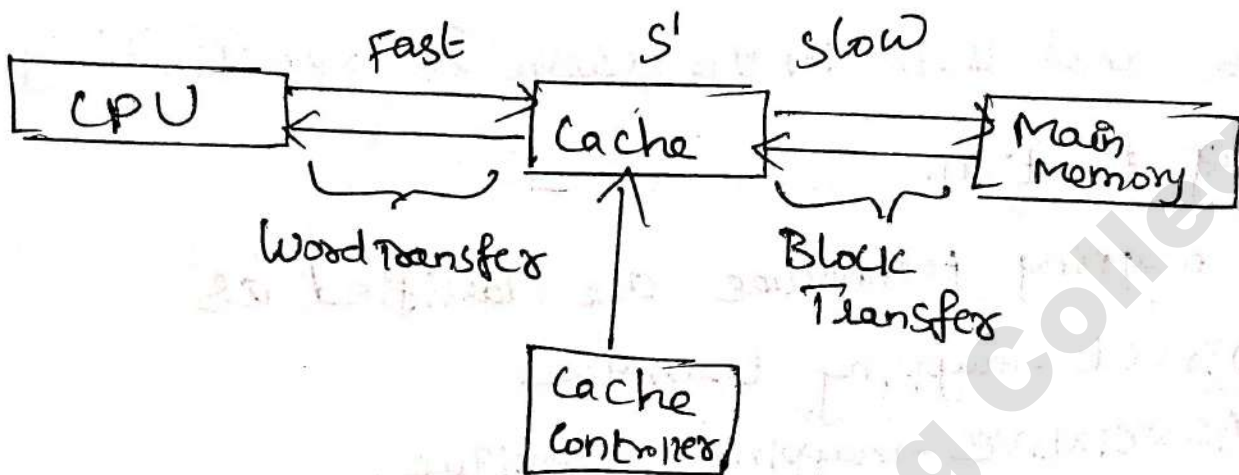 Fast S' Slow
CPU
Cache
Main
Memory
Word Transfer
Block
Transfer
Cache
Controller